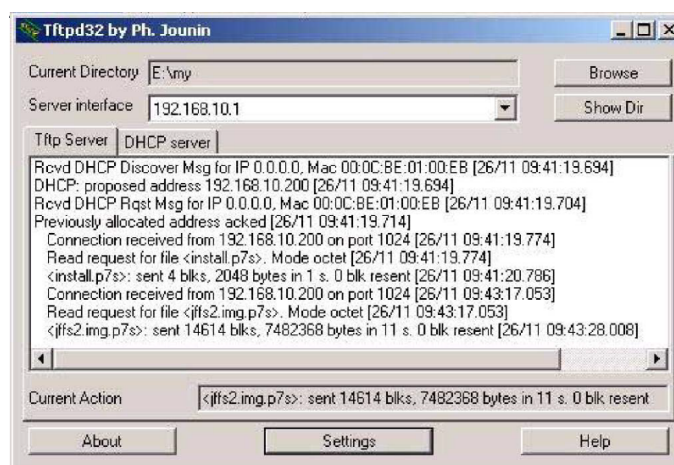 Tftpd32 by Ph. Jounin
Current Directory E:\my Browse
Server interface 192.168.10.1 Show Dir
Tftp Server DHCP server
Rcvd DHCP Discover Msg for IP 0.0.0.0, Mac 00:0C:BE:01:00:EB [26/11 09:41:19.694]
DHCP: proposed address 192.168.10.200 [26/11 09:41:19.694]
Rcvd DHCP Rqst Msg for IP 0.0.0.0, Mac 00:0C:BE:01:00:EB [26/11 09:41:19.704]
Previously allocated address acked [26/11 09:41:19.714]
Connection received from 192.168.10.200 on port 1024 [26/11 09:41:19.774]
Read request for file <install.p7s>. Mode octet [26/11 09:41:19.774]
<install.p7s>: sent 4 blks, 2048 bytes in 1 s. 0 blk resent [26/11 09:41:20.786]
Connection received from 192.168.10.200 on port 1024 [26/11 09:43:17.053]
Read request for file <jffs2.img.p7s>. Mode octet [26/11 09:43:17.053]
<jffs2.img.p7s>: sent 14614 blks, 7482368 bytes in 11 s. 0 blk resent [26/11 09:43:28.008]
Current Action <jffs2.img.p7s>: sent 14614 blks, 7482368 bytes in 11 s. 0 blk resent
About Settings Help